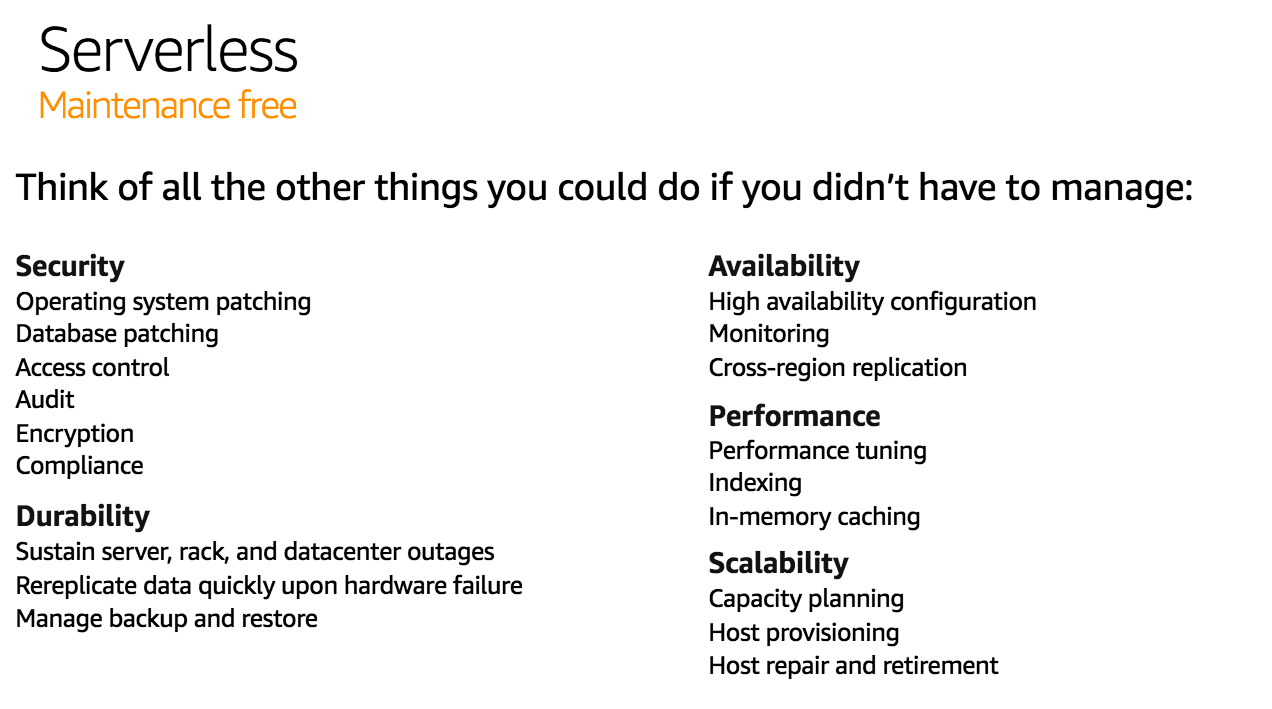 Serverless
Maintenance free
Think of all the other things you could do if you didn’t have to manage:
Security
Operating system patching
Database patching
Access control
Audit
Encryption
Compliance
Durability
Sustain server, rack, and datacenter outages
Rereplicate data quickly upon hardware failure
Manage backup and restore
Availability
High availability configuration
Monitoring
Cross-region replication
Performance
Performance tuning
Indexing
In-memory caching
Scalability
Capacity planning
Host provisioning
Host repair and retirement